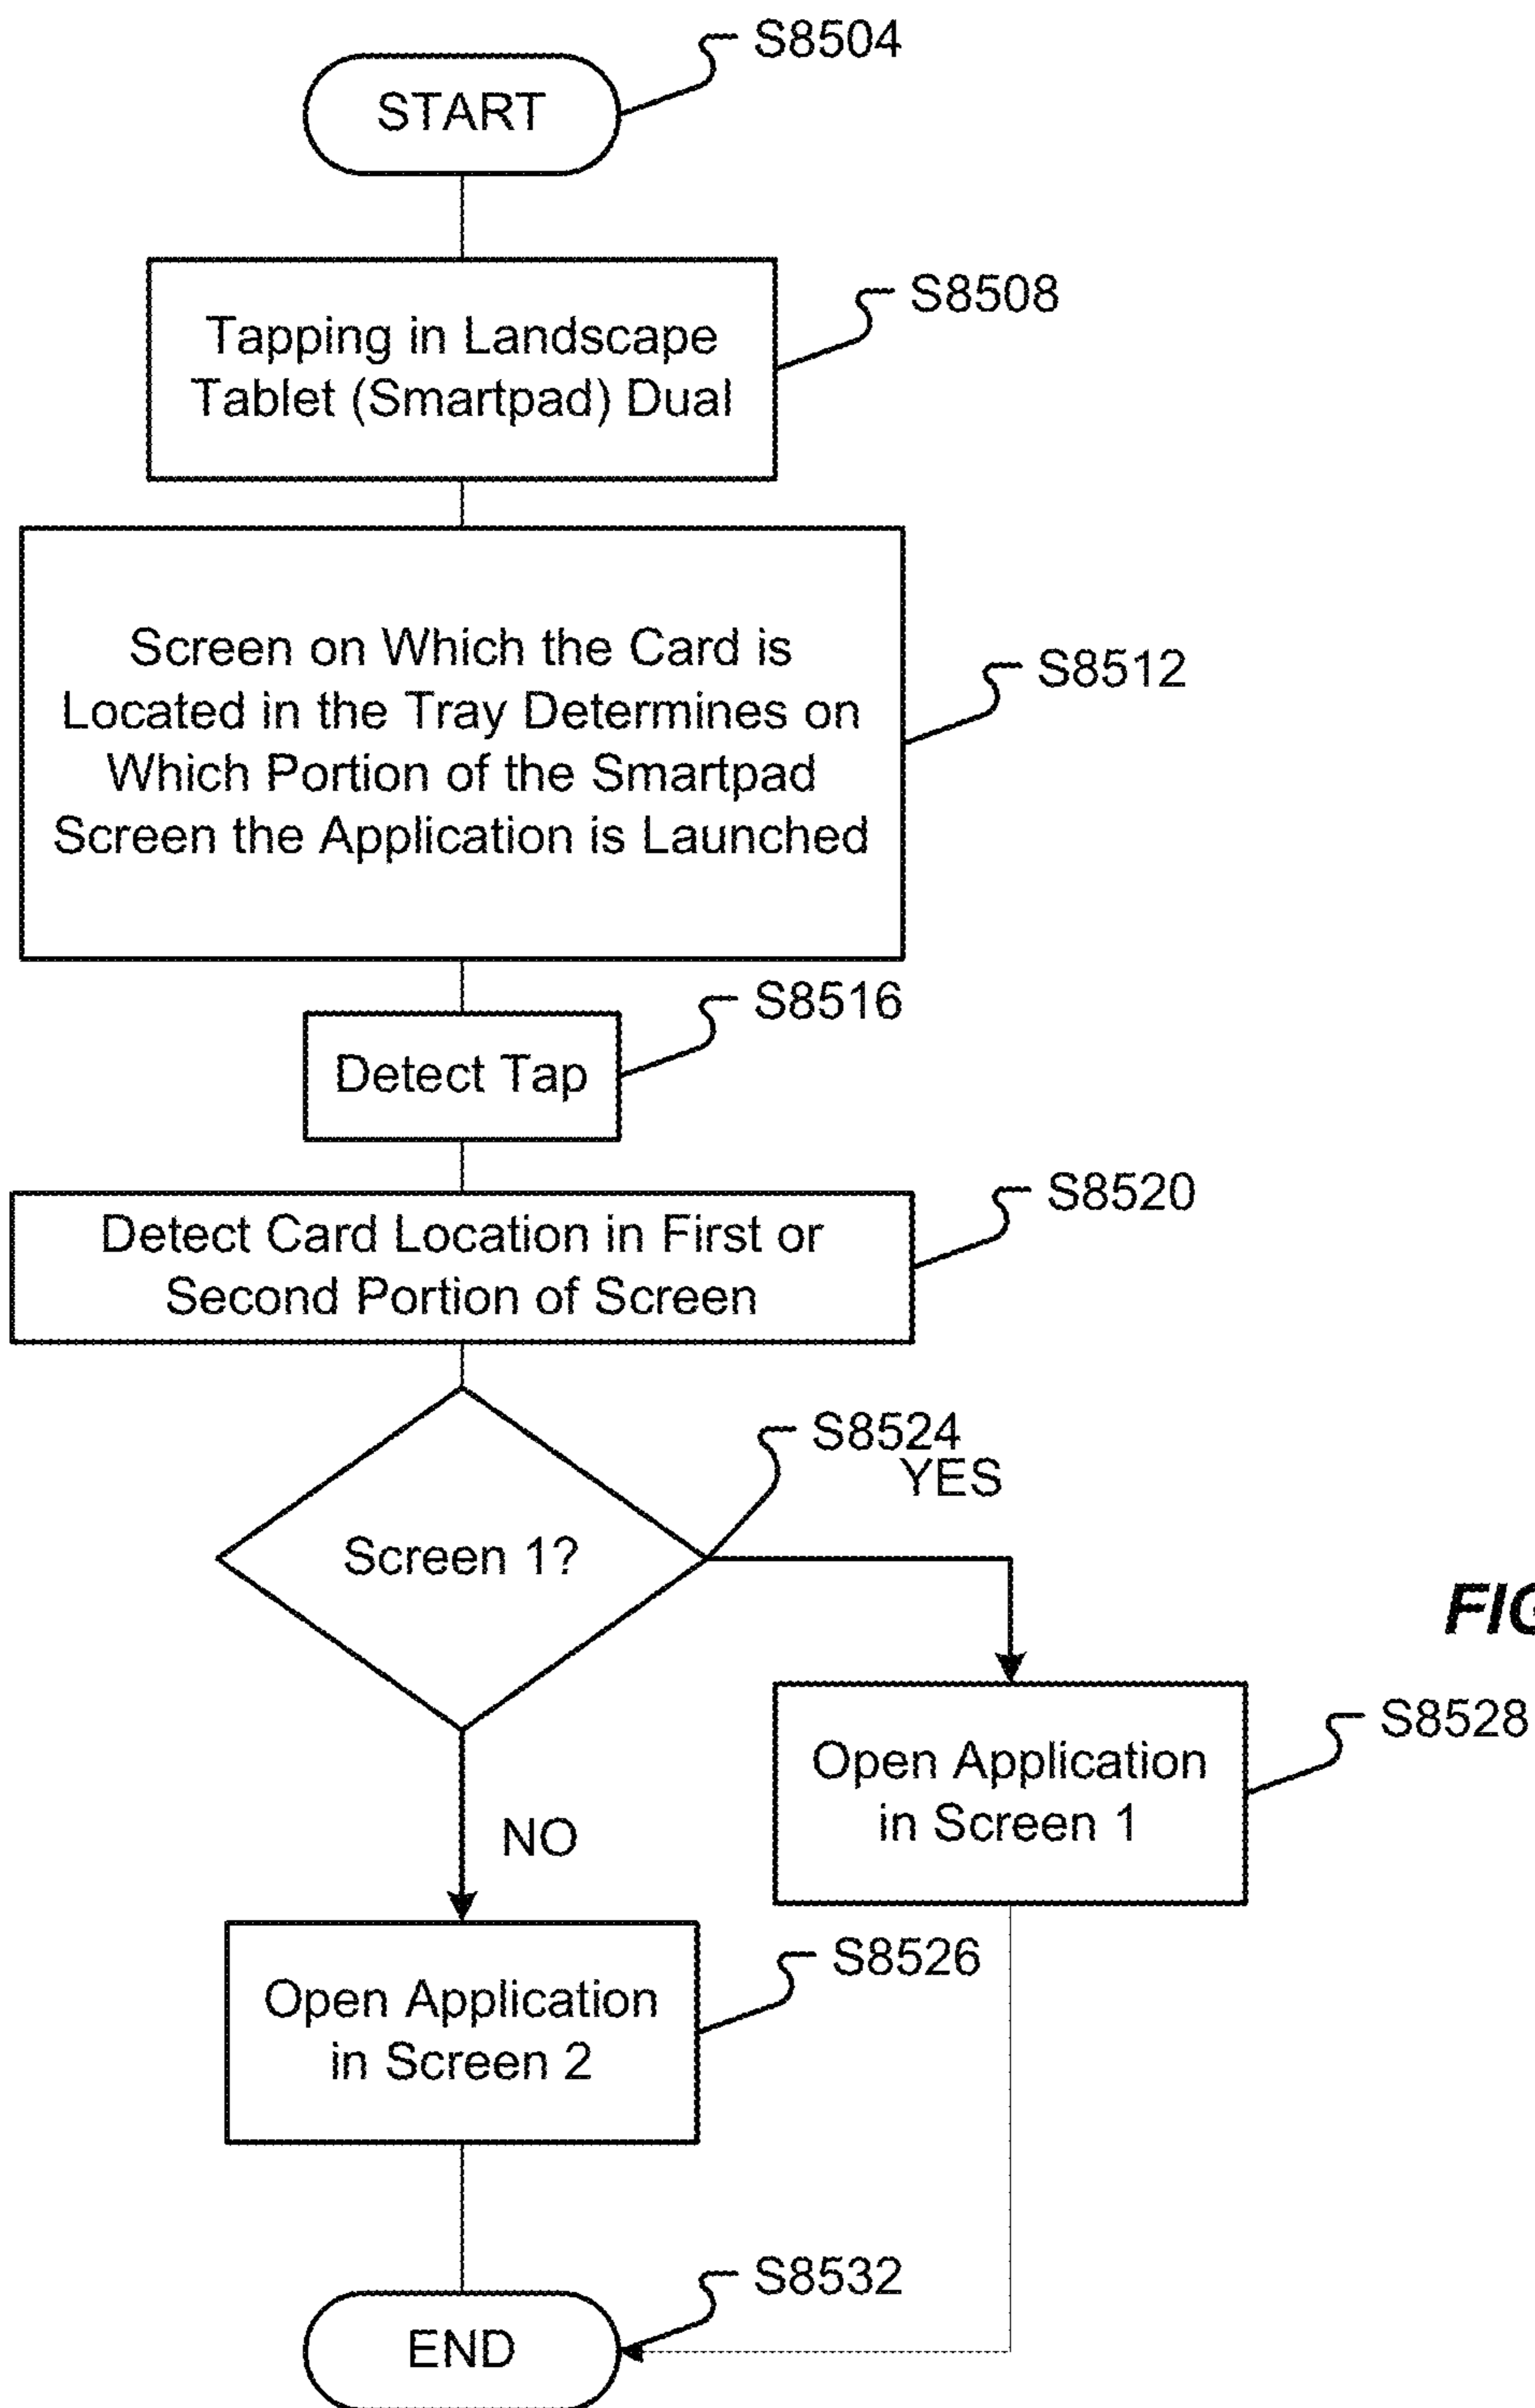 S8504
START
S8508
Tapping in Landscape
Tablet (Smartpad) Dual
Screen on Which the Card is
Located in the Tray Determines on
Which Portion of the Smartpad
Screen the Application is Launched
S8512
S8516
Detect Tap
S8520
Detect Card Location in First or
Second Portion of Screen
S8524
YES
Screen 1?
FIG
S8528
Open Application
in Screen 1
NO
S8526
Open Application
in Screen 2
S8532
END